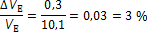 ΔV_E / V_E = 0,3 / 10,1 = 0,03 = 3 %